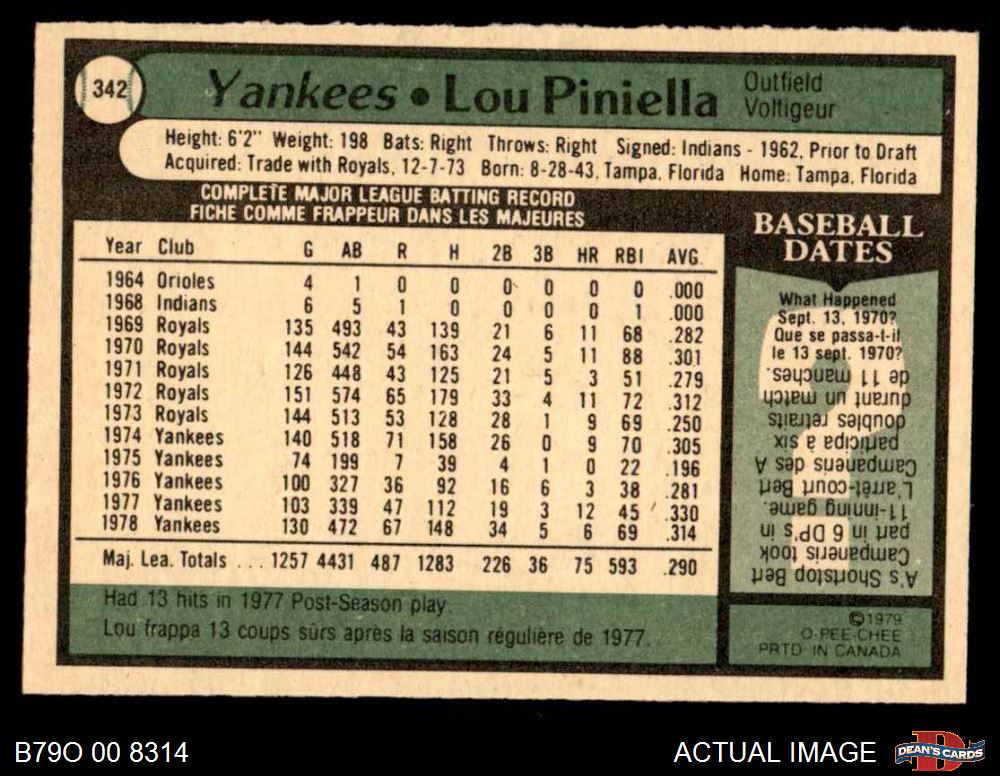 342
Yankees • Lou Piniella
Outfield
Voltigeur
Height: 6'2" Weight: 198 Bats: Right Throws: Right Signed: Indians - 1962, Prior to Draft
Acquired: Trade with Royals, 12-7-73 Born: 8-28-43, Tampa, Florida Home: Tampa, Florida
COMPLETE MAJOR LEAGUE BATTING RECORD
FICHE COMME FRAPPEUR DANS LES MAJEURES
Year Club G AB R H 2B 3B HR RBI AVG.
1964 Orioles 4 1 0 0 0 0 0 0 .000
1968 Indians 6 5 1 0 0 0 0 1 .000
1969 Royals 135 493 43 139 21 6 11 68 .282
1970 Royals 144 542 54 163 24 5 11 88 .301
1971 Royals 126 448 43 125 21 5 3 51 .279
1972 Royals 151 574 65 179 33 4 11 72 .312
1973 Royals 144 513 53 128 28 1 9 69 .250
1974 Yankees 140 518 71 158 26 0 9 70 .305
1975 Yankees 74 199 7 39 4 1 0 22 .196
1976 Yankees 100 327 36 92 16 6 3 38 .281
1977 Yankees 103 339 47 112 19 3 12 45 .330
1978 Yankees 130 472 67 148 34 5 6 69 .314
Maj. Lea. Totals ... 1257 4431 487 1283 226 36 75 593 .290
Had 13 hits in 1977 Post-Season play.
Lou frappa 13 coups sûrs après la saison régulière de 1977.
BASEBALL
DATES
What Happened
Sept. 13, 1970?
Que se passa-t-il
le 13 sept. 1970?
A's Shortstop Bert
Campaneris took
part in 6 DP's in
11-inning game.
L'arrêt-court Bert
Campaneris des A
participa à six
doubles retraits
durant un match
de 11 manches.
©1979
O-PEE-CHEE
PRTD IN CANADA
B79O 00 8314
ACTUAL IMAGE
DEAN'S CARDS